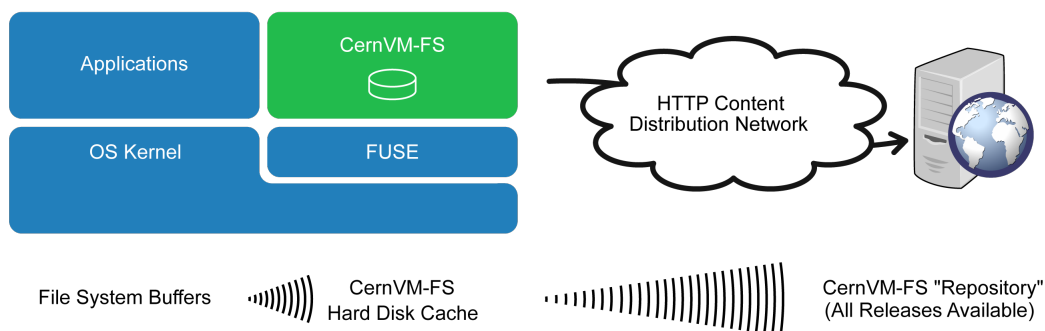 Applications
CernVM-FS
OS Kernel
FUSE
HTTP Content
Distribution Network
File System Buffers
CernVM-FS
Hard Disk Cache
CernVM-FS "Repository"
(All Releases Available)